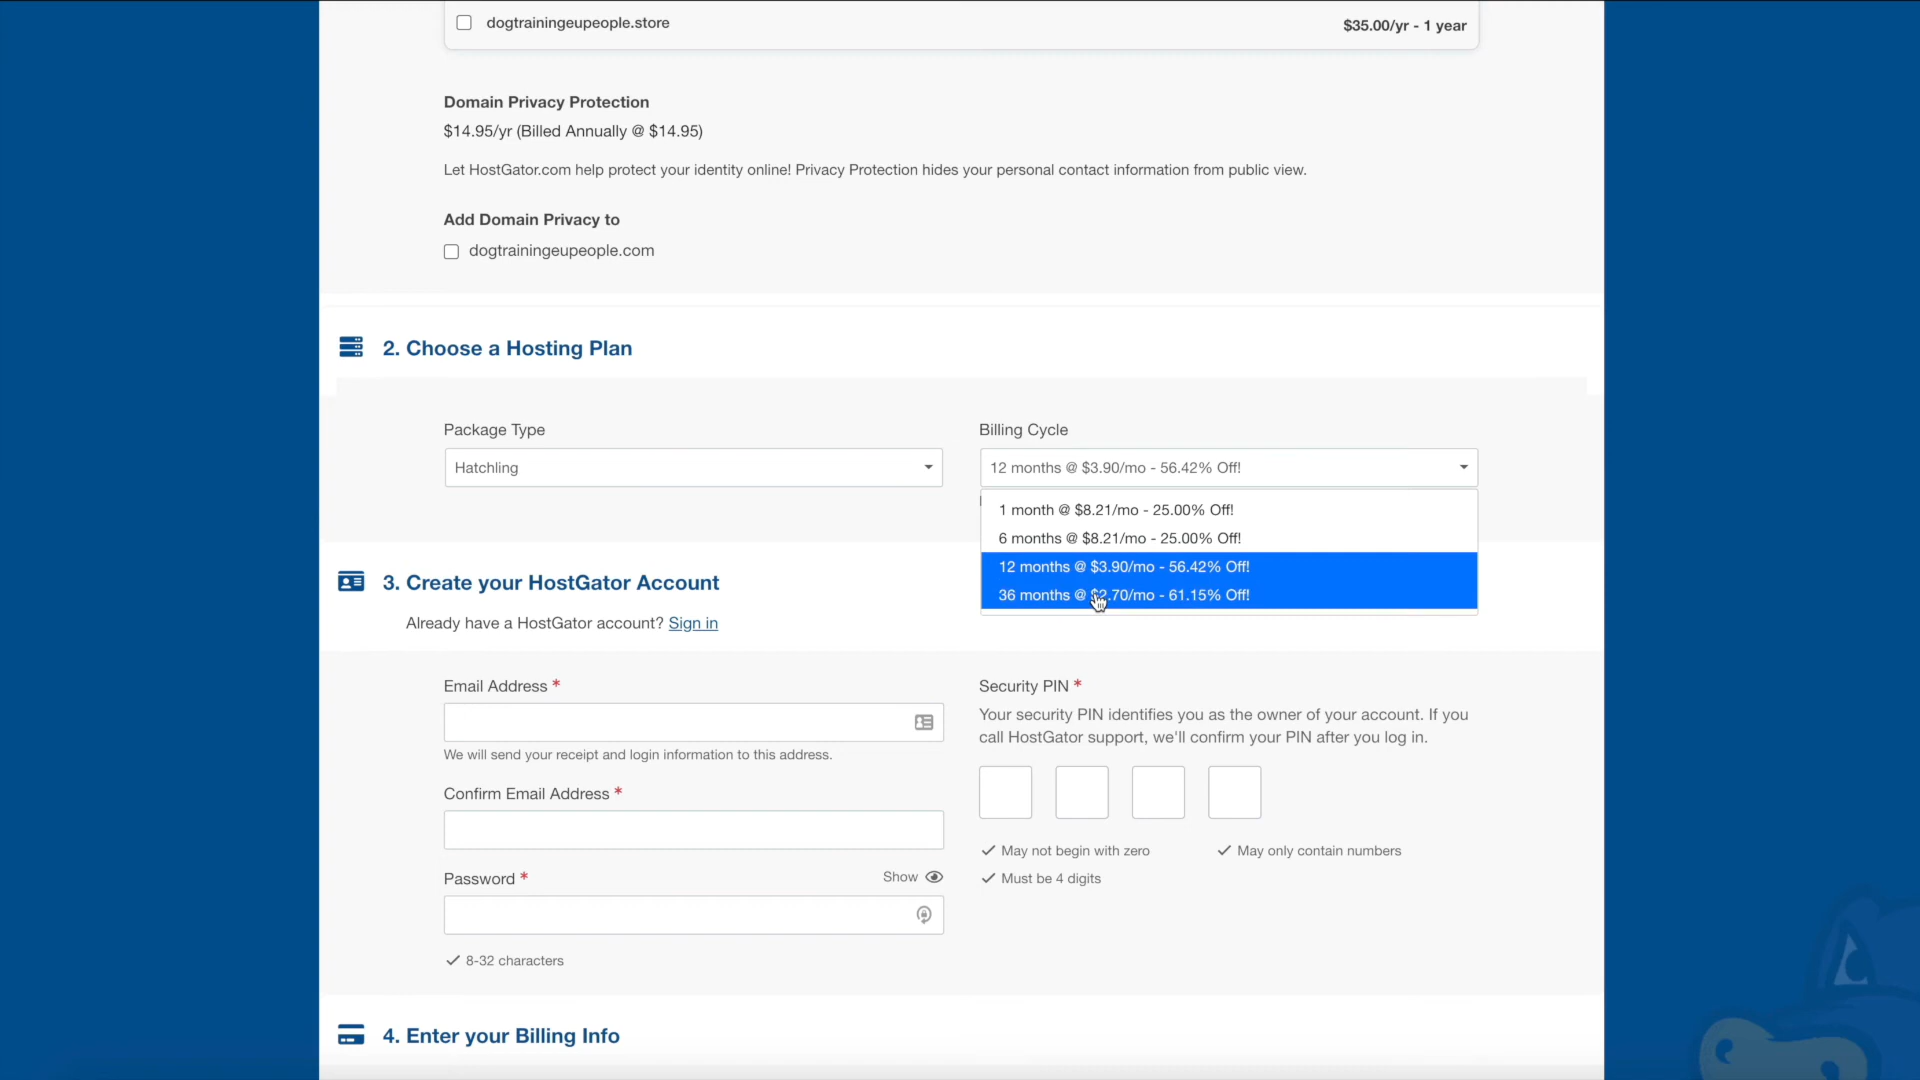 dogtrainingeupeople.store
$35.00/yr - 1 year
Domain Privacy Protection
$14.95/yr (Billed Annually @ $14.95)
Let HostGator.com help protect your identity online! Privacy Protection hides your personal contact information from public view.
Add Domain Privacy to
dogtrainingeupeople.com
2. Choose a Hosting Plan
Package Type
Hatchling
Billing Cycle
12 months @ $3.90/mo - 56.42% Off!
1 month @ $8.21/mo - 25.00% Off!
6 months @ $8.21/mo - 25.00% Off!
12 months @ $3.90/mo - 56.42% Off!
36 months @ $2.70/mo - 61.15% Off!
3. Create your HostGator Account
Already have a HostGator account? Sign in
Email Address *
We will send your receipt and login information to this address.
Confirm Email Address *
Password *
Show
8-32 characters
Security PIN *
Your security PIN identifies you as the owner of your account. If you
call HostGator support, we'll confirm your PIN after you log in.
May not begin with zero
May only contain numbers
Must be 4 digits
4. Enter your Billing Info